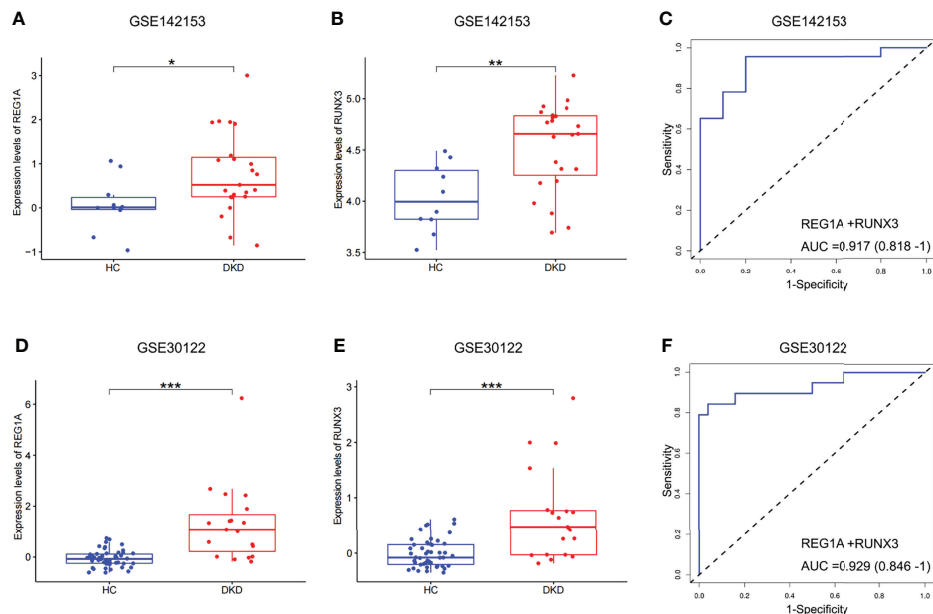 A
GSE142153
Expression levels of REG1A
3
2
1
0
−1
*
HC
DKD
B
GSE142153
Expression levels of RUNX3
5.0
4.5
4.0
3.5
**
HC
DKD
C
GSE142153
Sensitivity
1.0
0.8
0.6
0.4
0.2
0.0
REG1A +RUNX3
AUC =0.917 (0.818 -1)
0.0 0.2 0.4 0.6 0.8 1.0
1-Specificity
D
GSE30122
Expression levels of REG1A
6
4
2
0
***
HC
DKD
E
GSE30122
Expression levels of RUNX3
3
2
1
0
***
HC
DKD
F
GSE30122
Sensitivity
1.0
0.8
0.6
0.4
0.2
0.0
REG1A +RUNX3
AUC =0.929 (0.846 -1)
0.0 0.2 0.4 0.6 0.8 1.0
1-Specificity